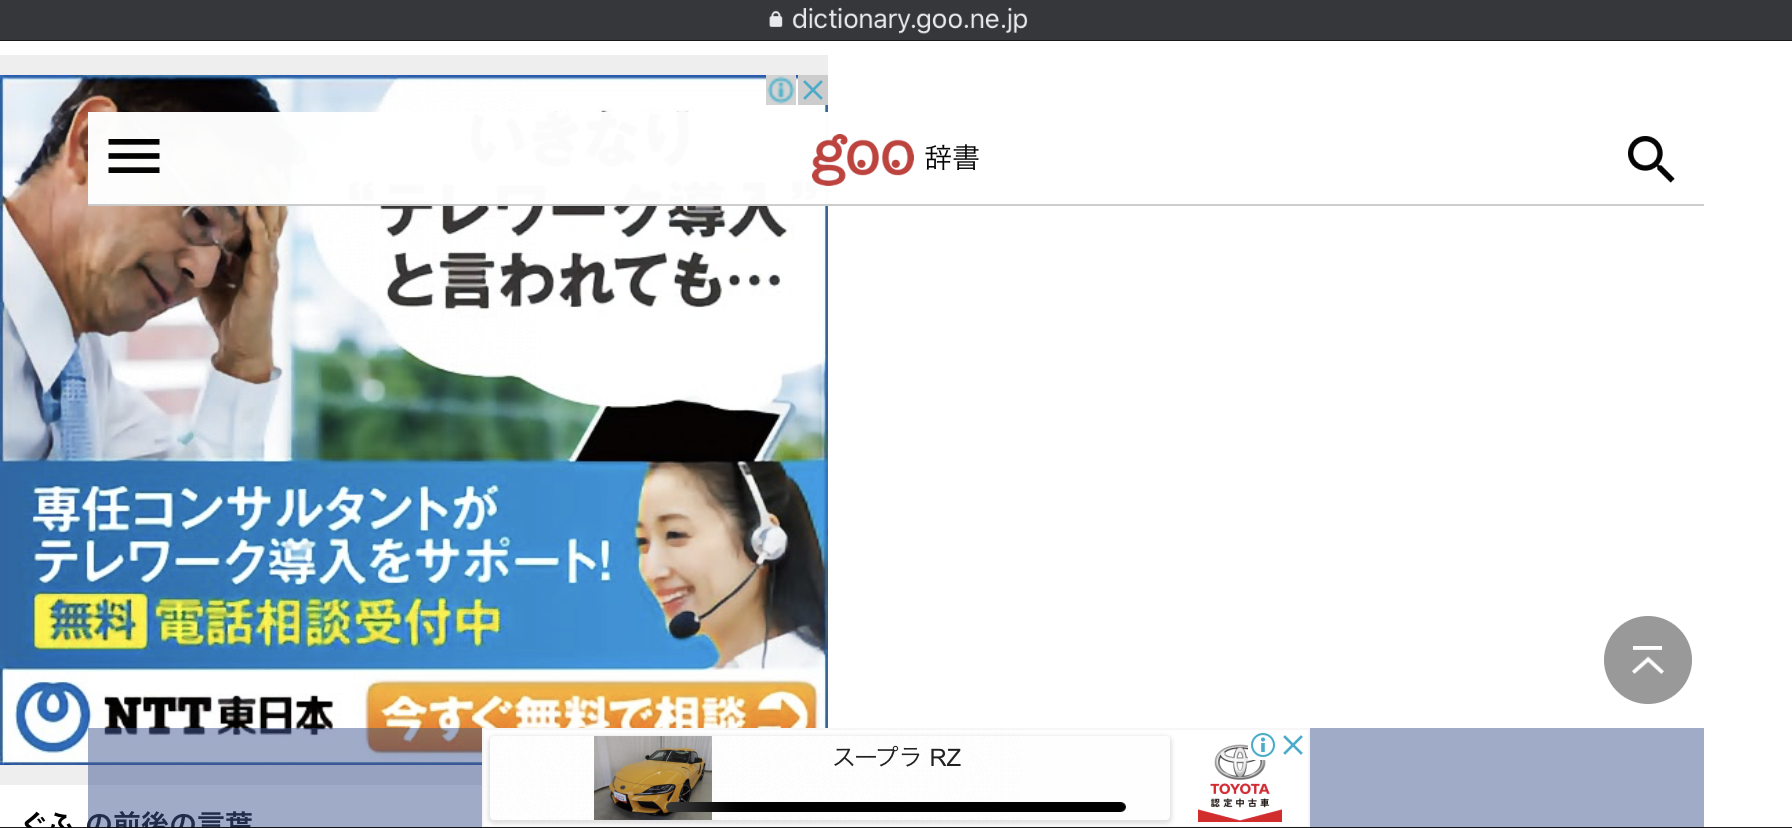 dictionary.goo.ne.jp
いきなり
goo 辞書
“テレワーク導入”
と言われても…
専任コンサルタントが
テレワーク導入をサポート!
無料 電話相談受付中
NTT東日本
今すぐ無料で相談
スープラ RZ
TOYOTA
認定中古車
ぐふ の前後の言葉